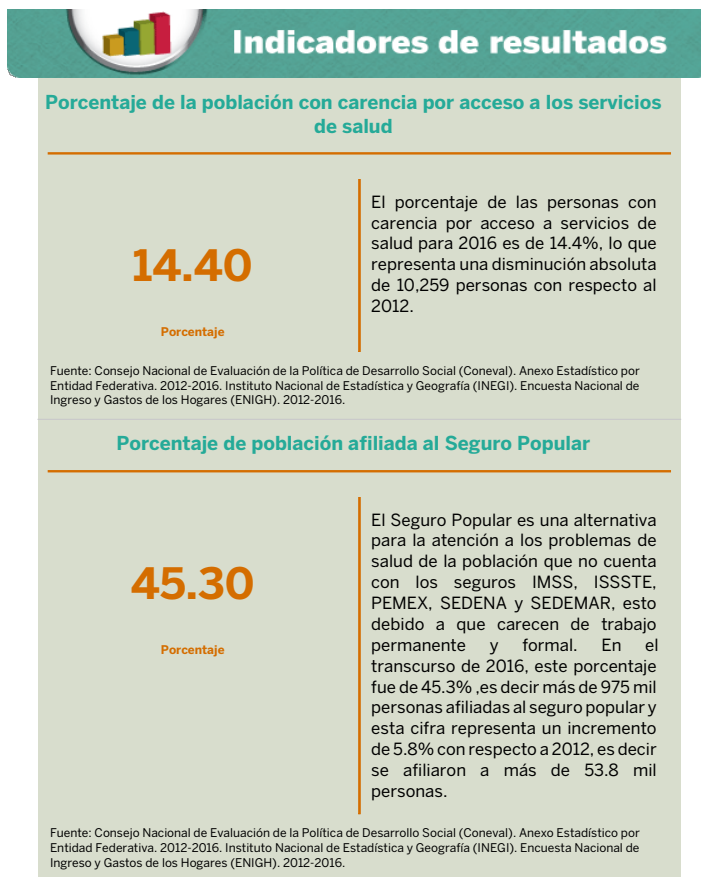 Indicadores de resultados
Porcentaje de la población con carencia por acceso a los servicios
de salud
14.40
Porcentaje
El porcentaje de las personas con
carencia por acceso a servicios de
salud para 2016 es de 14.4%, lo que
representa una disminución absoluta
de 10,259 personas con respecto al
2012.
Fuente: Consejo Nacional de Evaluación de la Política de Desarrollo Social (Coneval). Anexo Estadístico por
Entidad Federativa. 2012-2016. Instituto Nacional de Estadística y Geografía (INEGI). Encuesta Nacional de
Ingreso y Gastos de los Hogares (ENIGH). 2012-2016.
Porcentaje de población afiliada al Seguro Popular
45.30
Porcentaje
El Seguro Popular es una alternativa
para la atención a los problemas de
salud de la población que no cuenta
con los seguros IMSS, ISSSTE,
PEMEX, SEDENA y SEDEMAR, esto
debido a que carecen de trabajo
permanente y formal. En el
transcurso de 2016, este porcentaje
fue de 45.3% ,es decir más de 975 mil
personas afiliadas al seguro popular y
esta cifra representa un incremento
de 5.8% con respecto a 2012, es decir
se afiliaron a más de 53.8 mil
personas.
Fuente: Consejo Nacional de Evaluación de la Política de Desarrollo Social (Coneval). Anexo Estadístico por
Entidad Federativa. 2012-2016. Instituto Nacional de Estadística y Geografía (INEGI). Encuesta Nacional de
Ingreso y Gastos de los Hogares (ENIGH). 2012-2016.